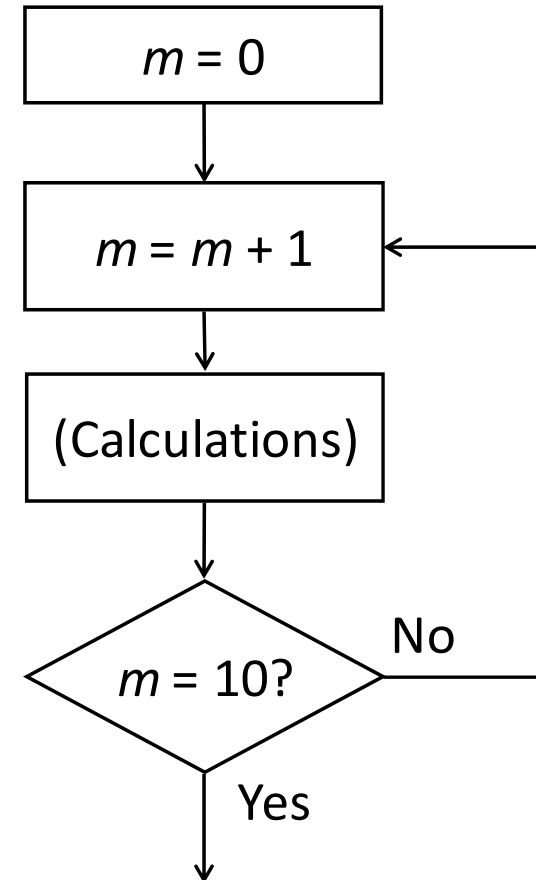 m = 0
m = m + 1
(Calculations)
m = 10?
No
Yes